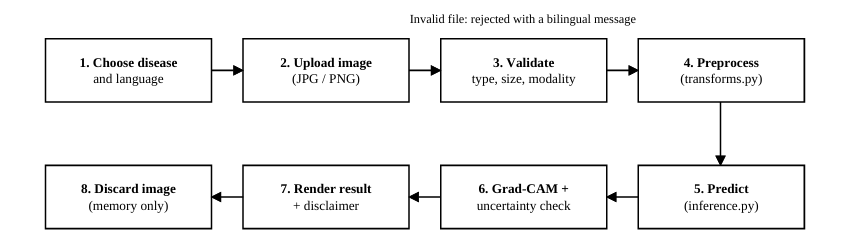 Invalid file: rejected with a bilingual message
1. Choose disease
and language
2. Upload image
(JPG / PNG)
3. Validate
type, size, modality
4. Preprocess
(transforms.py)
5. Predict
(inference.py)
6. Grad-CAM +
uncertainty check
7. Render result
+ disclaimer
8. Discard image
(memory only)